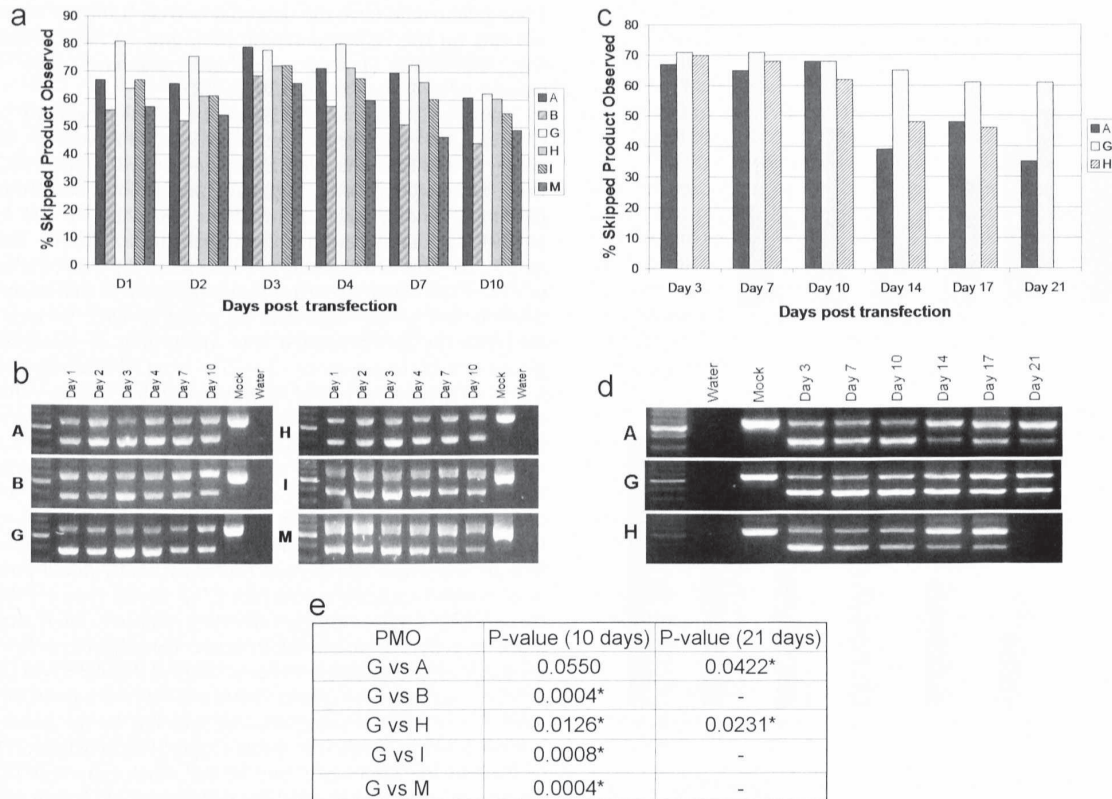 a
90
80
70
60
50
40
30
20
10
0
% Skipped Product Observed
D1 D2 D3 D4 D7 D10
Days post transfection
A
B
G
H
I
M
c
80
70
60
50
40
30
20
10
0
% Skipped Product Observed
Day 3 Day 7 Day 10 Day 14 Day 17 Day 21
Days post transfection
A
G
H
b
Day 1 Day 2 Day 3 Day 4 Day 7 Day 10 Mock Water
A
B
G
Day 1 Day 2 Day 3 Day 4 Day 7 Day 10 Mock Water
H
I
M
d
Water Mock Day 3 Day 7 Day 10 Day 14 Day 17 Day 21
A
G
H
e
PMO P-value (10 days) P-value (21 days)
G vs A 0.0550 0.0422*
G vs B 0.0004* -
G vs H 0.0126* 0.0231*
G vs I 0.0008* -
G vs M 0.0004* -